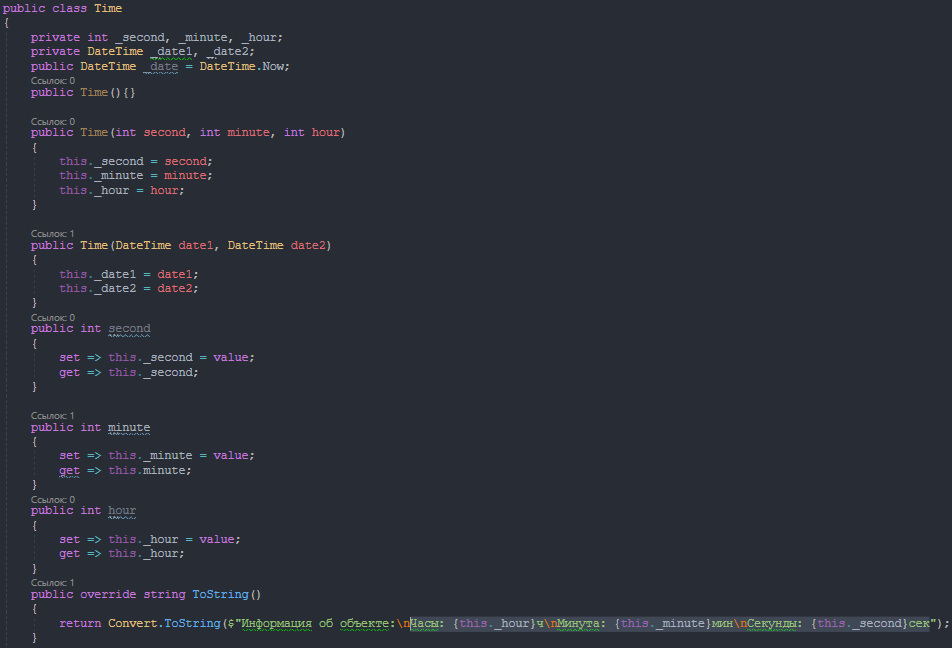 public class Time
{
private int _second, _minute, _hour;
private DateTime _date1, _date2;
public DateTime _date = DateTime.Now;
Ссылок: 0
public Time(){}
Ссылок: 0
public Time(int second, int minute, int hour)
{
this._second = second;
this._minute = minute;
this._hour = hour;
}
Ссылок: 1
public Time(DateTime date1, DateTime date2)
{
this._date1 = date1;
this._date2 = date2;
}
Ссылок: 0
public int second
{
set => this._second = value;
get => this._second;
}
Ссылок: 1
public int minute
{
set => this._minute = value;
get => this.minute;
}
Ссылок: 0
public int hour
{
set => this._hour = value;
get => this._hour;
}
Ссылок: 1
public override string ToString()
{
return Convert.ToString($"Информация об объекте:\nЧасы: {this._hour}ч\nМинута: {this._minute}мин\nСекунды: {this._second}сек");
}